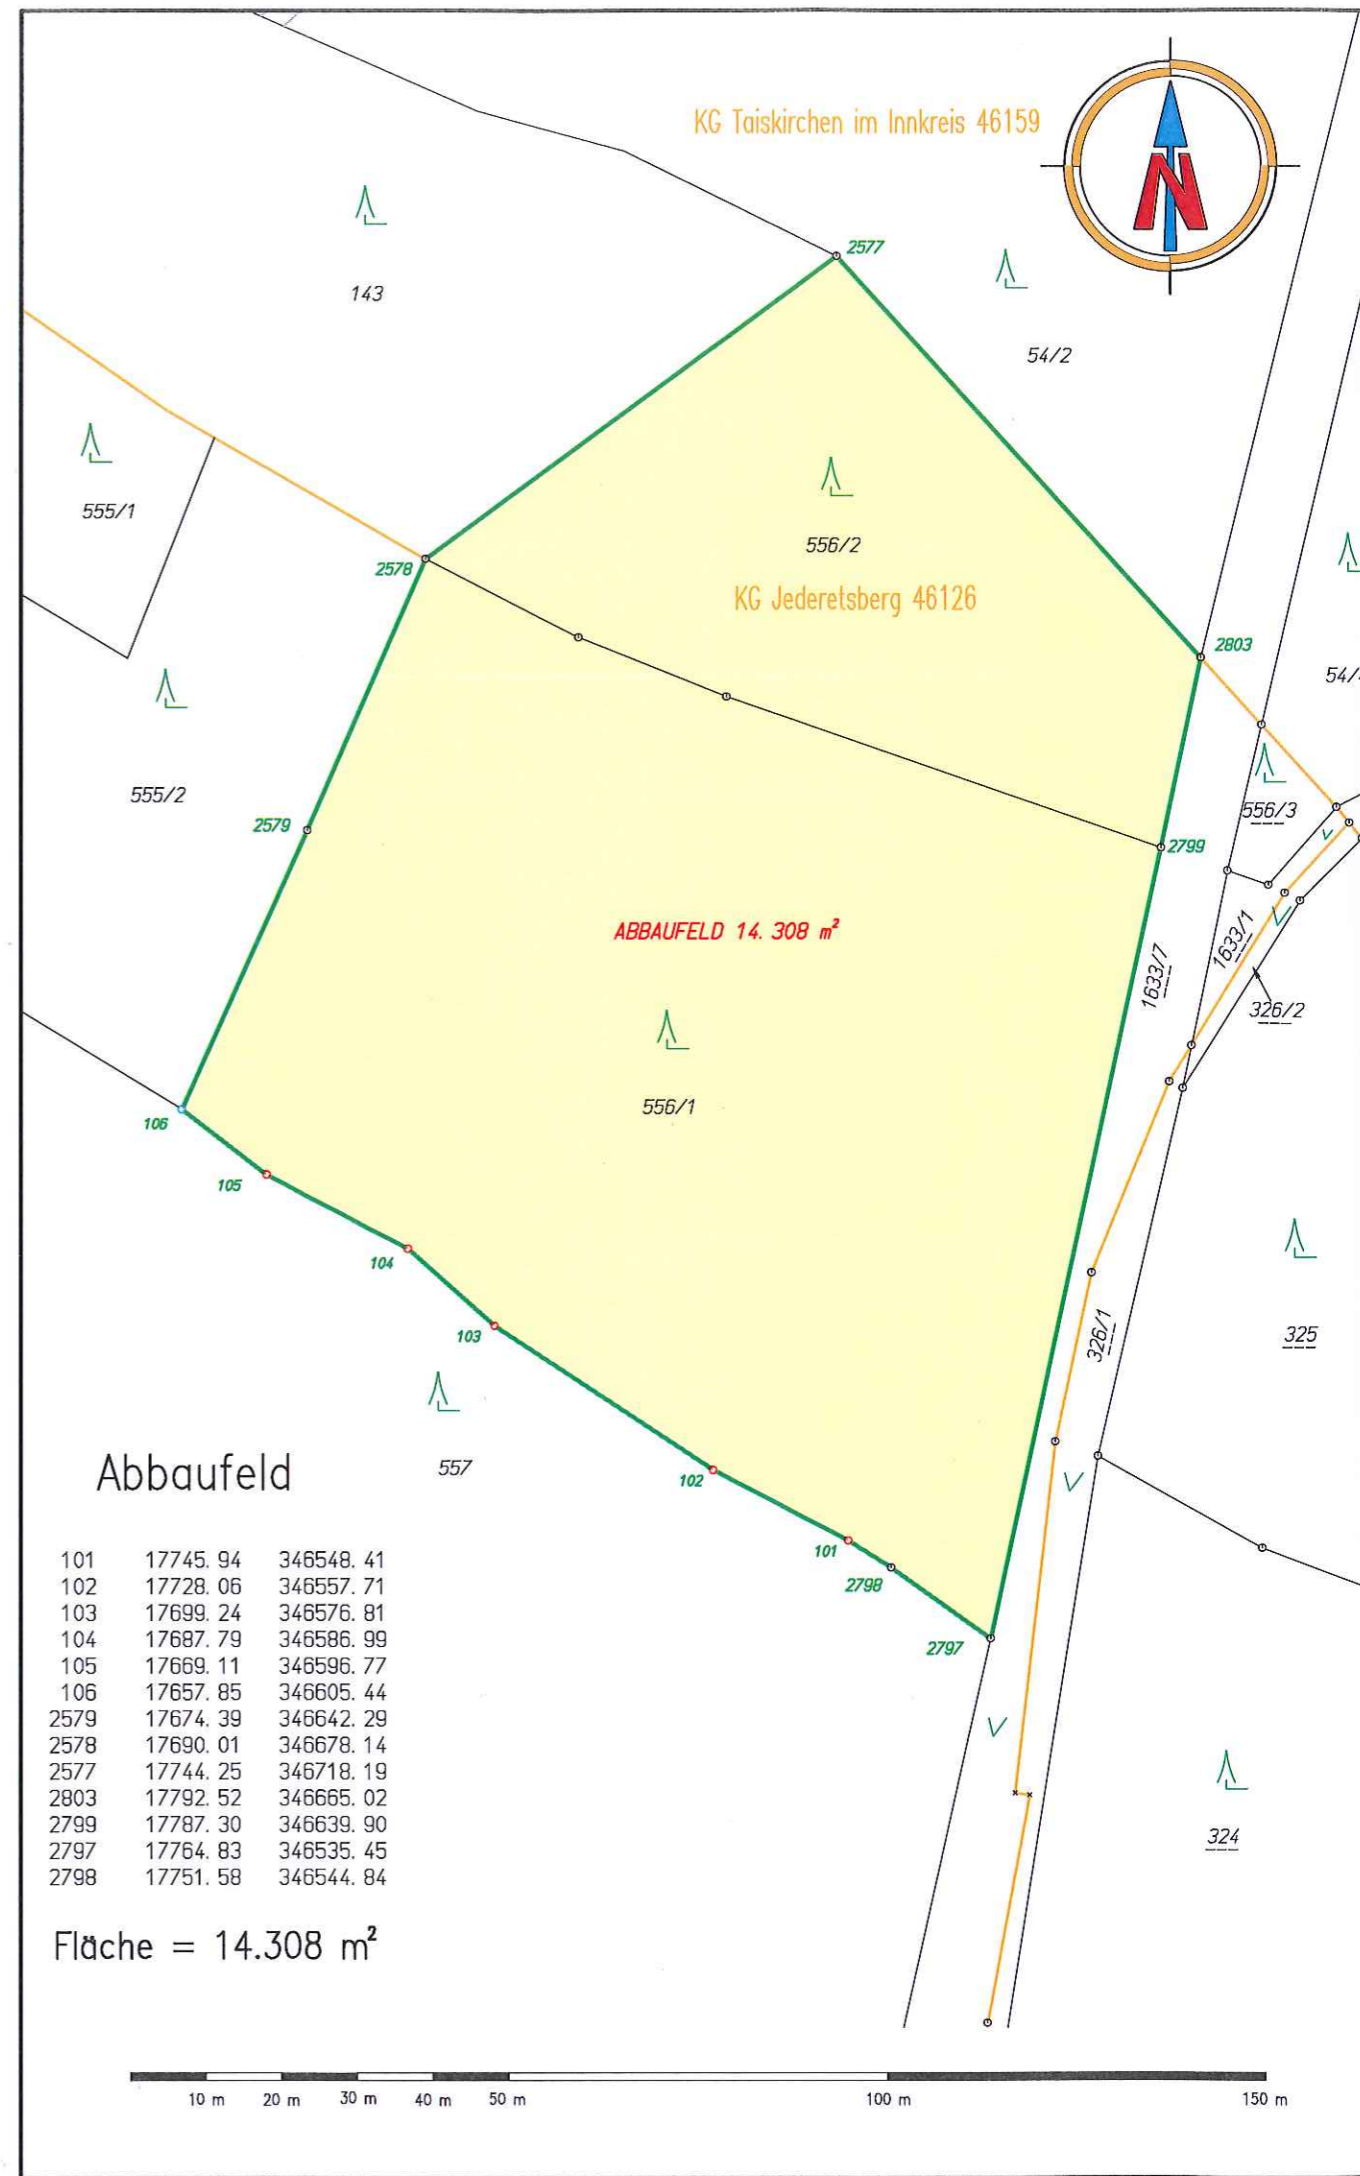 KG Taiskirchen im Innkreis 46159
N
2577
143
54/2
555/1
556/2
2578
KG Jederetsberg 46126
2803
54/
555/2
556/3
2579
2799
ABBAUFELD 14. 308 m²
1633/7
1633/1
326/2
106
556/1
105
104
326/1
325
103
557
102
101
2798
2797
Abbaufeld
101 17745. 94 346548. 41
102 17728. 06 346557. 71
103 17699. 24 346576. 81
104 17687. 79 346586. 99
105 17669. 11 346596. 77
106 17657. 85 346605. 44
2579 17674. 39 346642. 29
2578 17690. 01 346678. 14
2577 17744. 25 346718. 19
2803 17792. 52 346665. 02
2799 17787. 30 346639. 90
2797 17764. 83 346535. 45
2798 17751. 58 346544. 84
324
Fläche = 14.308 m²
10 m 20 m 30 m 40 m 50 m 100 m 150 m